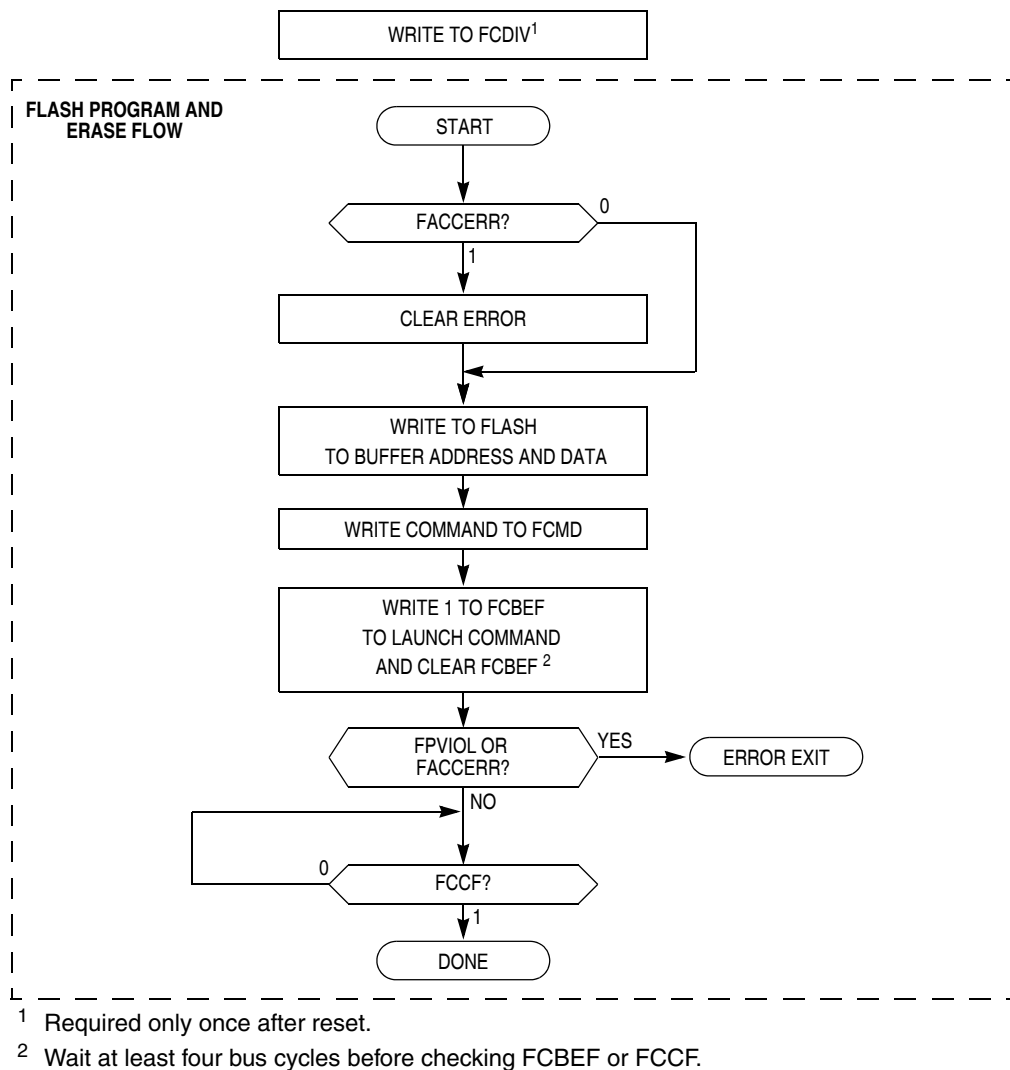 WRITE TO FCDIV1
FLASH PROGRAM AND
ERASE FLOW
START
FACCERR?
0
1
CLEAR ERROR
WRITE TO FLASH
TO BUFFER ADDRESS AND DATA
WRITE COMMAND TO FCMD
WRITE 1 TO FCBEF
TO LAUNCH COMMAND
AND CLEAR FCBEF 2
FPVIOL OR
FACCERR?
YES
ERROR EXIT
NO
0
FCCF?
1
DONE
1 Required only once after reset.
2 Wait at least four bus cycles before checking FCBEF or FCCF.